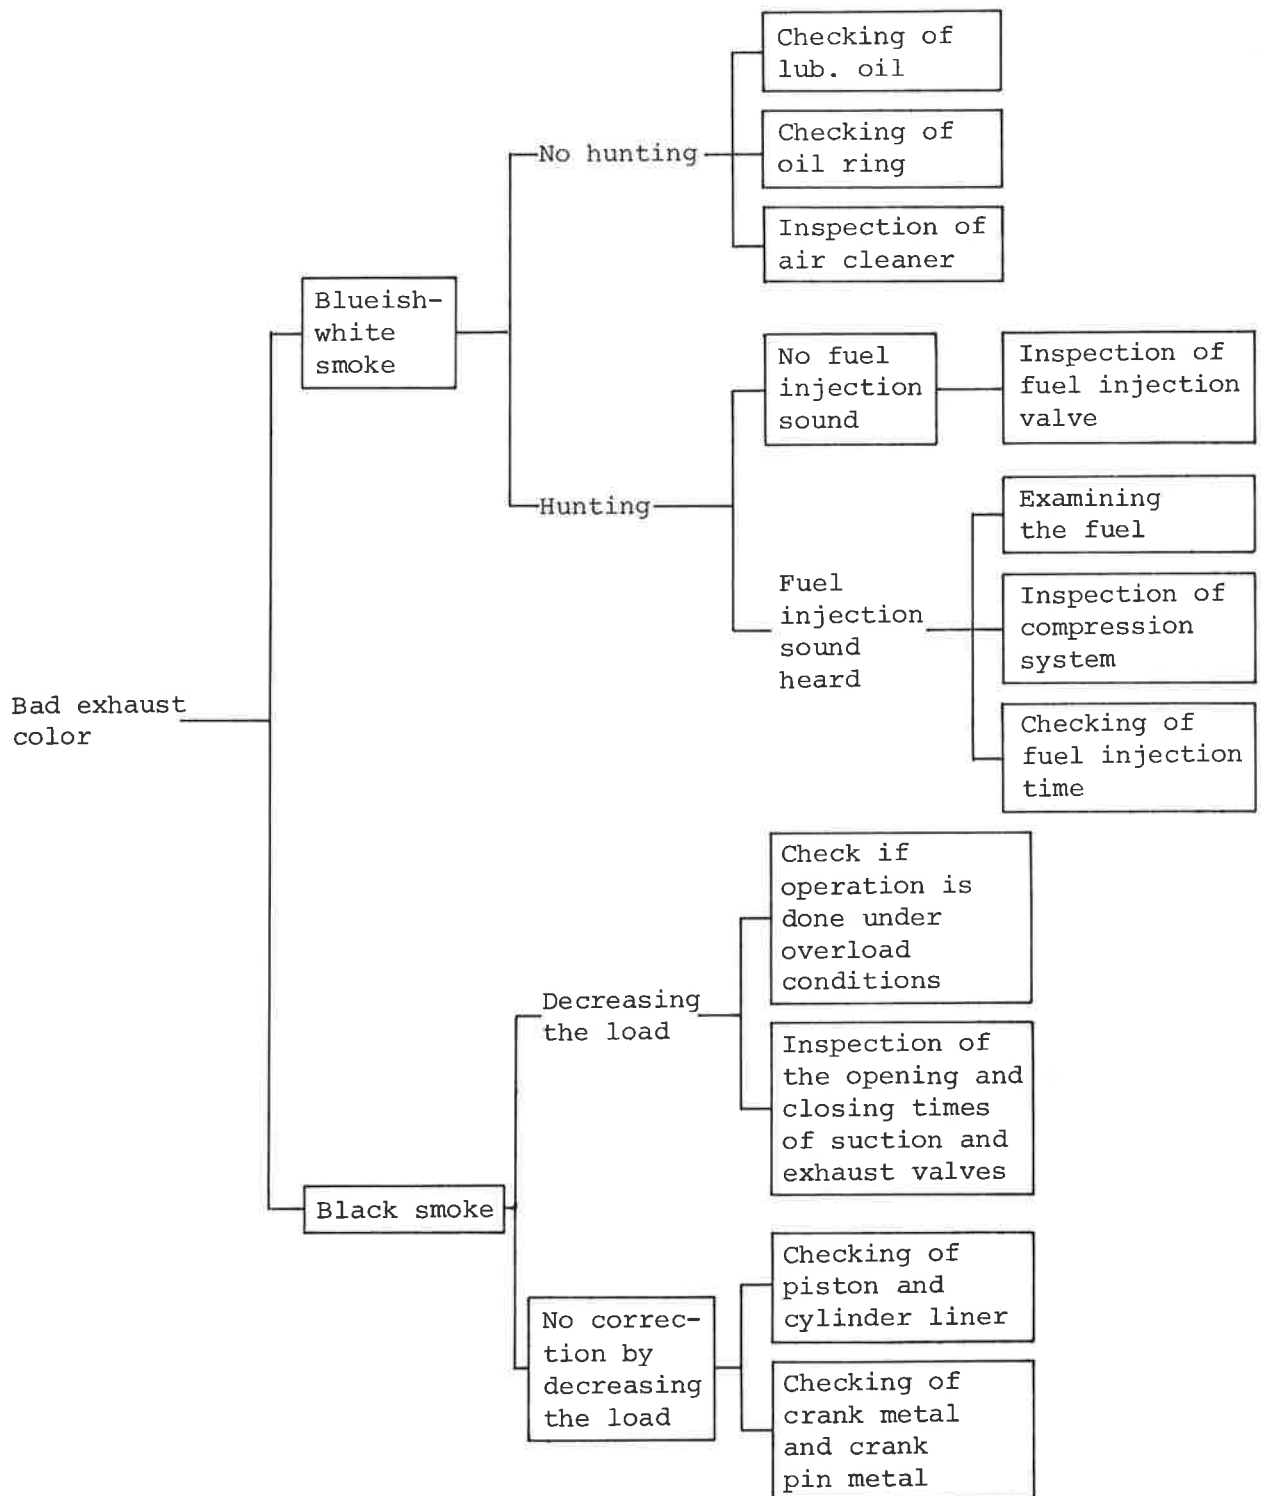 Checking of
lub. oil
No hunting
Checking of
oil ring
Inspection of
air cleaner
Blueish-
white
smoke
No fuel
injection
sound
Inspection of
fuel injection
valve
Hunting
Examining
the fuel
Fuel
injection
sound
heard
Inspection of
compression
system
Checking of
fuel injection
time
Bad exhaust
color
Check if
operation is
done under
overload
conditions
Decreasing
the load
Inspection of
the opening and
closing times
of suction and
exhaust valves
Black smoke
Checking of
piston and
cylinder liner
No correc-
tion by
decreasing
the load
Checking of
crank metal
and crank
pin metal